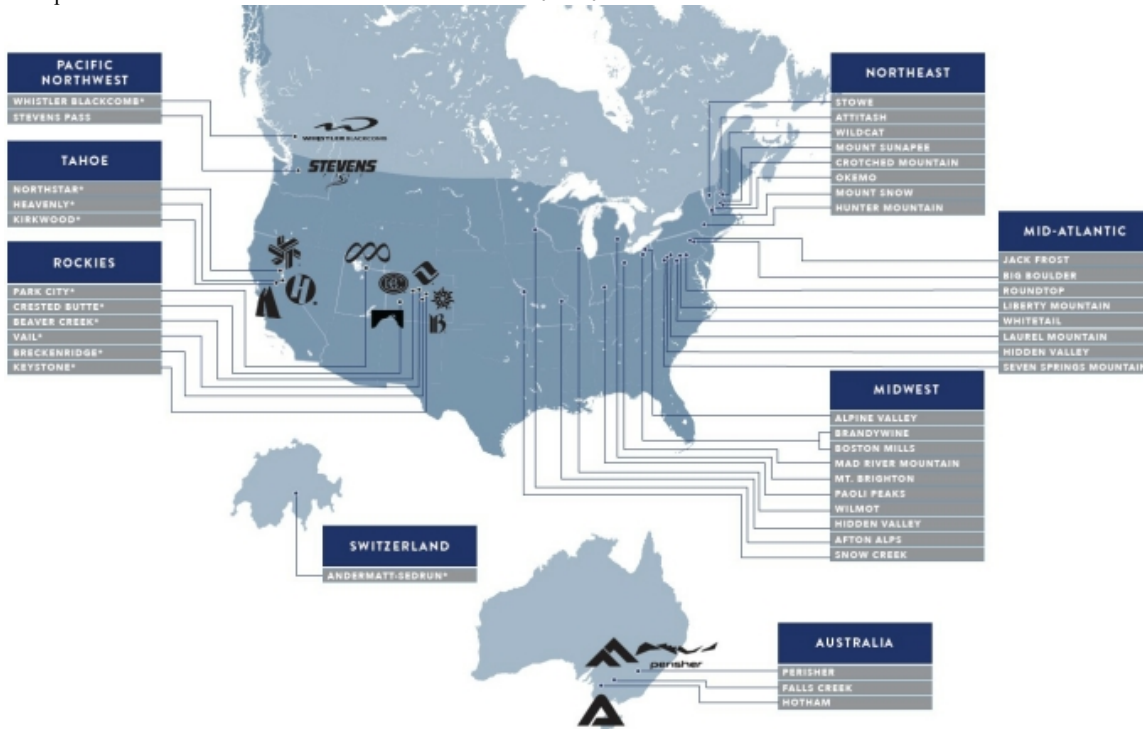 PACIFIC
NORTHWEST
WHISTLER BLACKCOMB*
STEVENS PASS
TAHOE
NORTHSTAR*
HEAVENLY*
KIRKWOOD*
ROCKIES
PARK CITY*
CRESTED BUTTE*
BEAVER CREEK*
VAIL*
BRECKENRIDGE*
KEYSTONE*
WHISTLER BLACKCOMB
STEVENS
H
B
NORTHEAST
STOWE
ATTITASH
WILDCAT
MOUNT SUNAPEE
CROTCHED MOUNTAIN
OKEMO
MOUNT SNOW
HUNTER MOUNTAIN
MID-ATLANTIC
JACK FROST
BIG BOULDER
ROUNDTOP
LIBERTY MOUNTAIN
WHITETAIL
LAUREL MOUNTAIN
HIDDEN VALLEY
SEVEN SPRINGS MOUNTAIN
MIDWEST
ALPINE VALLEY
BRANDYWINE
BOSTON MILLS
MAD RIVER MOUNTAIN
MT. BRIGHTON
PAOLI PEAKS
WILMOT
HIDDEN VALLEY
AFTON ALPS
SNOW CREEK
SWITZERLAND
ANDERMATT-SEDRUN*
perisher
AUSTRALIA
PERISHER
FALLS CREEK
HOTHAM